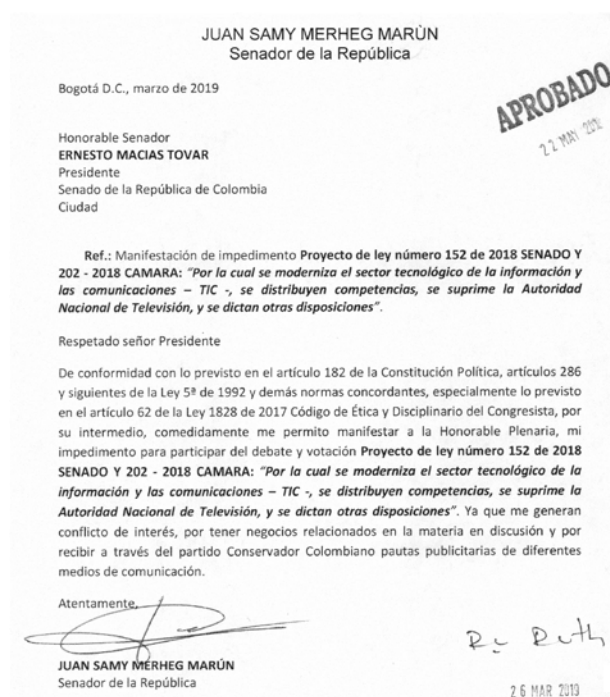 JUAN SAMY MERHEG MARÙN
Senador de la República
Bogotá D.C., marzo de 2019
APROBADO
22 MAY
Honorable Senador
ERNESTO MACIAS TOVAR
Presidente
Senado de la República de Colombia
Ciudad
Ref.: Manifestación de impedimento Proyecto de ley número 152 de 2018 SENADO Y
202 - 2018 CAMARA: “Por la cual se moderniza el sector tecnológico de la información y
las comunicaciones – TIC -, se distribuyen competencias, se suprime la Autoridad
Nacional de Televisión, y se dictan otras disposiciones”.
Respetado señor Presidente
De conformidad con lo previsto en el artículo 182 de la Constitución Política, artículos 286
y siguientes de la Ley 5ª de 1992 y demás normas concordantes, especialmente lo previsto
en el artículo 62 de la Ley 1828 de 2017 Código de Ética y Disciplinario del Congresista, por
su intermedio, comedidamente me permito manifestar a la Honorable Plenaria, mi
impedimento para participar del debate y votación Proyecto de ley número 152 de 2018
SENADO Y 202 - 2018 CAMARA: “Por la cual se moderniza el sector tecnológico de la
información y las comunicaciones – TIC -, se distribuyen competencias, se suprime la
Autoridad Nacional de Televisión, y se dictan otras disposiciones”. Ya que me generan
conflicto de interés, por tener negocios relacionados en la materia en discusión y por
recibir a través del partido Conservador Colombiano pautas publicitarias de diferentes
medios de comunicación.
Atentamente,
Ruth
JUAN SAMY MERHEG MARÚN
Senador de la República
26 MAR 2019